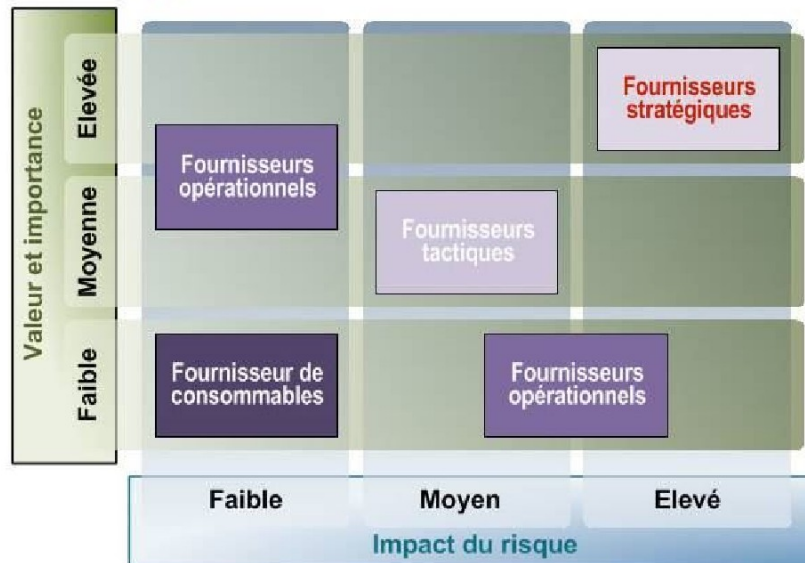 Valeur et importance
Elevée
Fournisseurs
stratégiques
Fournisseurs
opérationnels
Moyenne
Fournisseurs
tactiques
Faible
Fournisseur de
consommables
Fournisseurs
opérationnels
Faible
Moyen
Elevé
Impact du risque